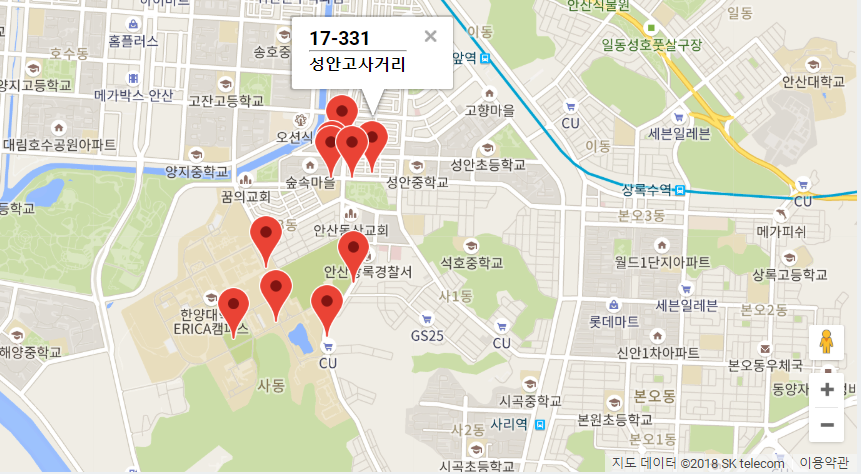 안산식물원
일동
홈플러스
17-331
성안고사거리
호수동
송호중
앞역
일동성호풋살구장
안산대학교
양지고등학교
메가박스 안산
고잔고등학교
고향마을
CU
세븐일레븐
오션식
이동
대림호수공원아파트
양지중학교
숲속마을
성안중학교
성안초등학교
상록수역
꿈의교회
CU
등학교
본오3동
안산동산교회
메가피쉬
석호중학교
월드1단지아파트
상록고등학교
사1동
한양대
ERICA캠퍼스
세븐일레븐
본오2동
롯데마트
GS25
CU
해양중학교
CU
신안1차아파트
본오동우체국
사동
시곡중학교
본오동
동양자
본원초등학교
사리역
사2동
본오1동
시곡초등학교
지도 데이터 ©2018 SK telecom
이용약관